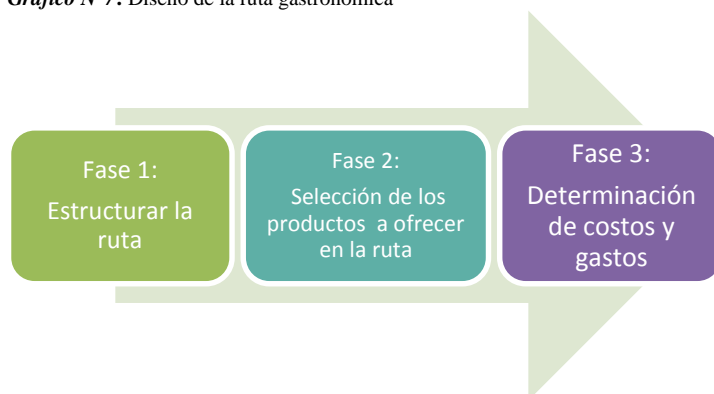 Gráfico N°7: Diseño de la ruta gastronómica
Fase 1:
Estructurar la
ruta
Fase 2:
Selección de los
productos a ofrecer
en la ruta
Fase 3:
Determinación
de costos y
gastos